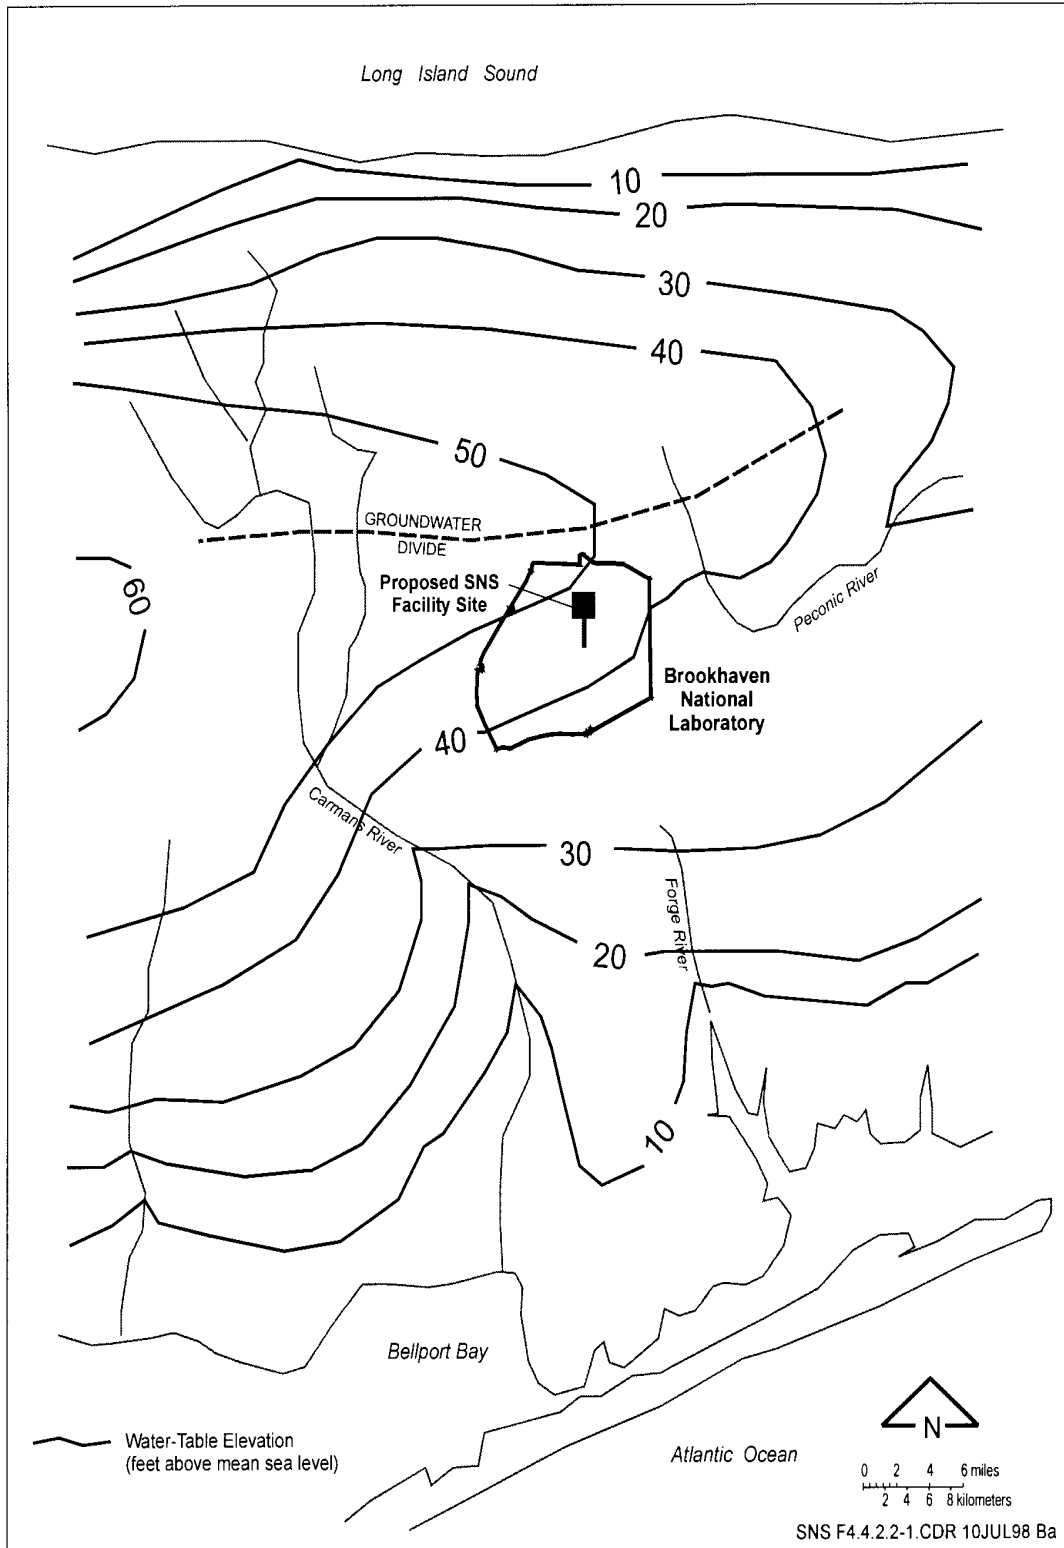 Long Island Sound
10
20
30
40
50
GROUNDWATER
DIVIDE
60
Proposed SNS
Facility Site
Peconic River
Brookhaven
National
Laboratory
40
Carmans River
30
Forge River
20
10
Bellport Bay
Water-Table Elevation
(feet above mean sea level)
Atlantic Ocean
N
0 2 4 6 miles
2 4 6 8 kilometers
SNS F4.4.2.2-1.CDR 10JUL98 Ba